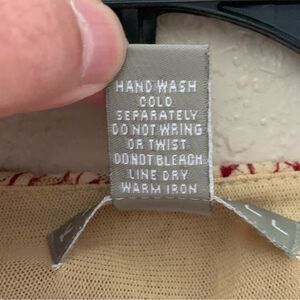 HAND WASH
COLD
SEPARATELY
DO NOT WRING
OR TWIST
DO NOT BLEACH
LINE DRY
WARM IRON